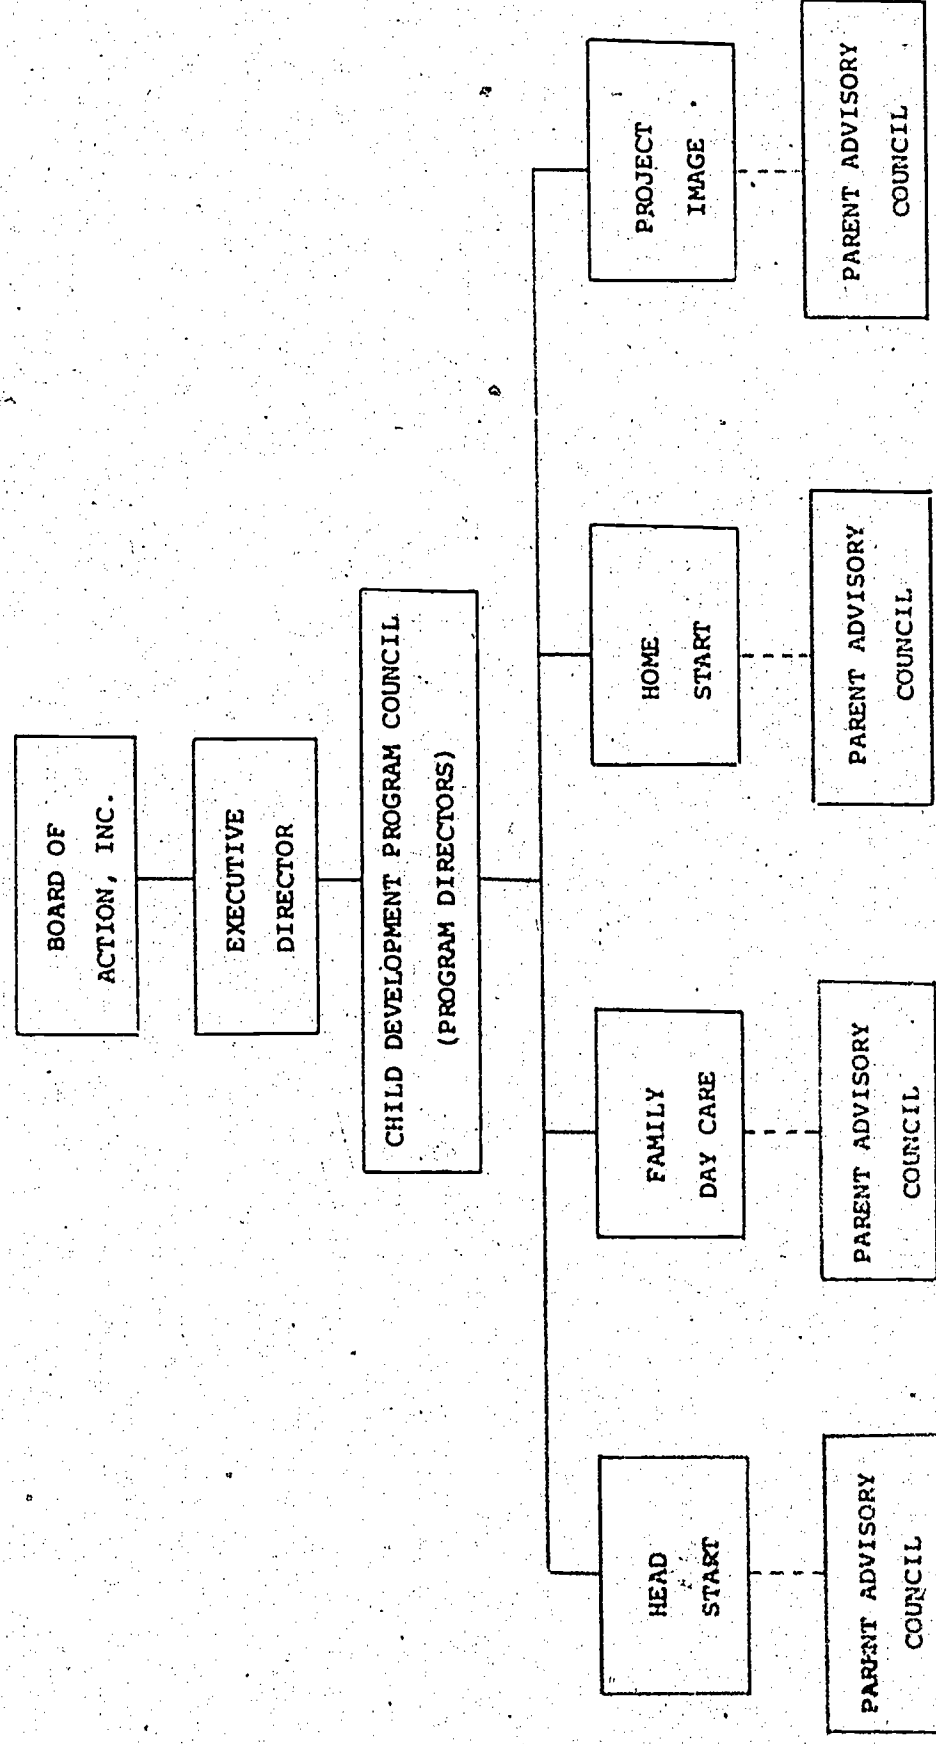 BOARD OF
ACTION, INC.
EXECUTIVE
DIRECTOR
CHILD DEVELOPMENT PROGRAM COUNCIL
(PROGRAM DIRECTORS)
HEAD
START
FAMILY
DAY CARE
HOME
START
PROJECT
IMAGE
PARENT ADVISORY
COUNCIL
PARENT ADVISORY
COUNCIL
PARENT ADVISORY
COUNCIL
PARENT ADVISORY
COUNCIL